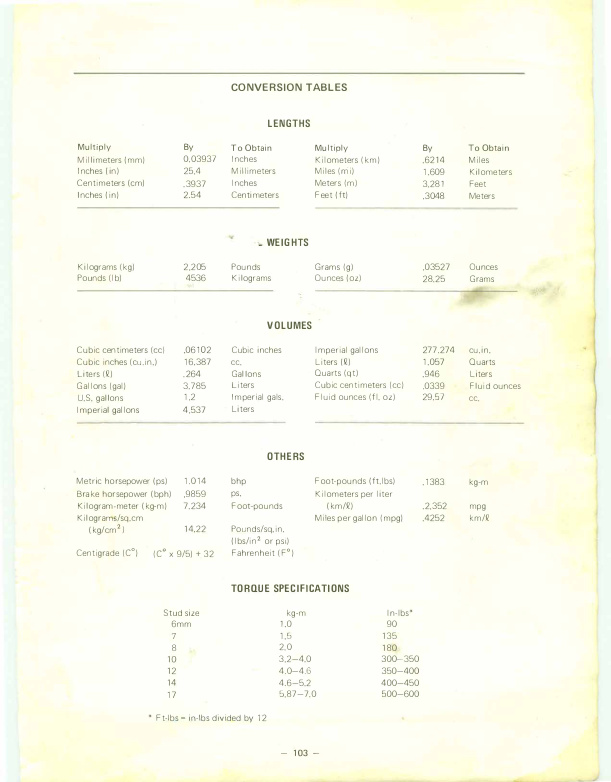 CONVERSION TABLES
LENGTHS
Multiply By To Obtain Multiply By To Obtain
Millimeters (mm) 0.03937 Inches Kilometers (km) .6214 Miles
Inches (in) 25.4 Millimeters Miles (mi) 1.609 Kilometers
Centimeters (cm) .3937 Inches Meters (m) 3.281 Feet
Inches (in) 2.54 Centimeters Feet (ft) .3048 Meters
WEIGHTS
Kilograms (kg) 2.205 Pounds Grams (g) .03527 Ounces
Pounds (lb) 4536 Kilograms Ounces (oz) 28.25 Grams
VOLUMES
Cubic centimeters (cc) .06102 Cubic inches Imperial gallons 277.274 cu.in.
Cubic inches (cu.in.) 16.387 cc. Liters (ℓ) 1.057 Quarts
Liters (ℓ) .264 Gallons Quarts (qt) .946 Liters
Gallons (gal) 3.785 Liters Cubic centimeters (cc) .0339 Fluid ounces
U.S. gallons 1.2 Imperial gals. Fluid ounces (fl. oz) 29.57 cc.
Imperial gallons 4.537 Liters
OTHERS
Metric horsepower (ps) 1.014 bhp Foot-pounds (ft.lbs) .1383 kg-m
Brake horsepower (bph) .9859 ps. Kilometers per liter
Kilogram-meter (kg-m) 7.234 Foot-pounds (km/ℓ) .2.352 mpg
Kilograms/sq.cm Miles per gallon (mpg) .4252 km/ℓ
(kg/cm²) 14.22 Pounds/sq.in.
(lbs/in² or psi)
Centigrade (C°) (C° x 9/5) + 32 Fahrenheit (F°)
TORQUE SPECIFICATIONS
Stud size kg-m In-lbs*
6mm 1.0 90
7 1.5 135
8 2.0 180
10 3.2–4.0 300–350
12 4.0–4.6 350–400
14 4.6–5.2 400–450
17 5.87–7.0 500–600
* Ft-lbs = in-lbs divided by 12
– 103 –